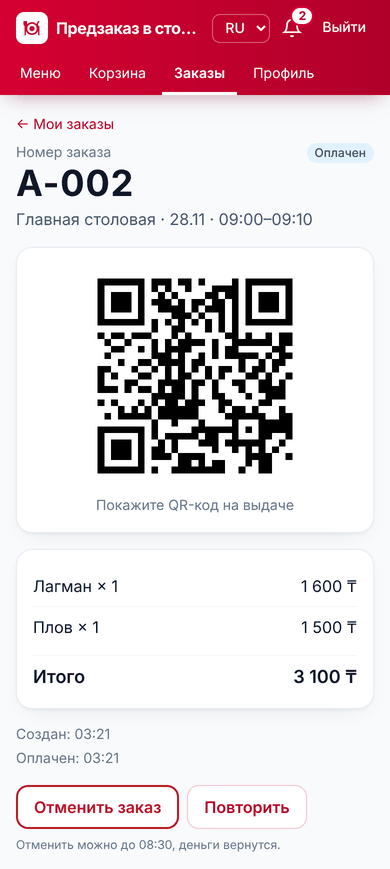 Предзаказ в сто...
RU
2
Выйти
Меню
Корзина
Заказы
Профиль
← Мои заказы
Номер заказа
Оплачен
A-002
Главная столовая · 28.11 · 09:00–09:10
Покажите QR-код на выдаче
Лагман × 1
1 600 ₸
Плов × 1
1 500 ₸
Итого
3 100 ₸
Создан: 03:21
Оплачен: 03:21
Отменить заказ
Повторить
Отменить можно до 08:30, деньги вернутся.